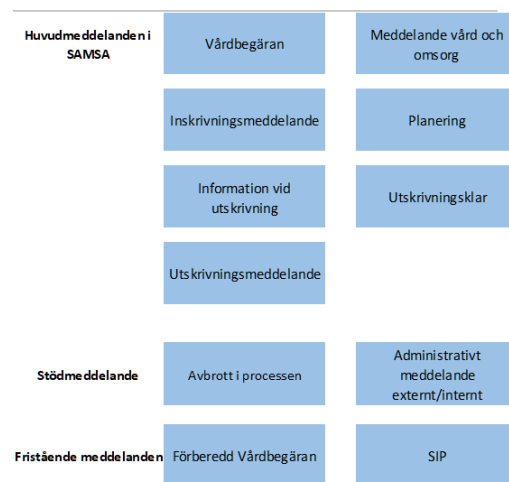 Huvudmeddelanden i
SAMSA
Vårdbegäran
Meddelande vård och
omsorg
Inskrivningsmeddelande
Planering
Information vid
utskrivning
Utskrivningsklar
Utskrivningsmeddelande
Stödmeddelande
Avbrott i processen
Administrativt
meddelande
externt/internt
Fristående meddelanden
Förberedd Vårdbegäran
SIP